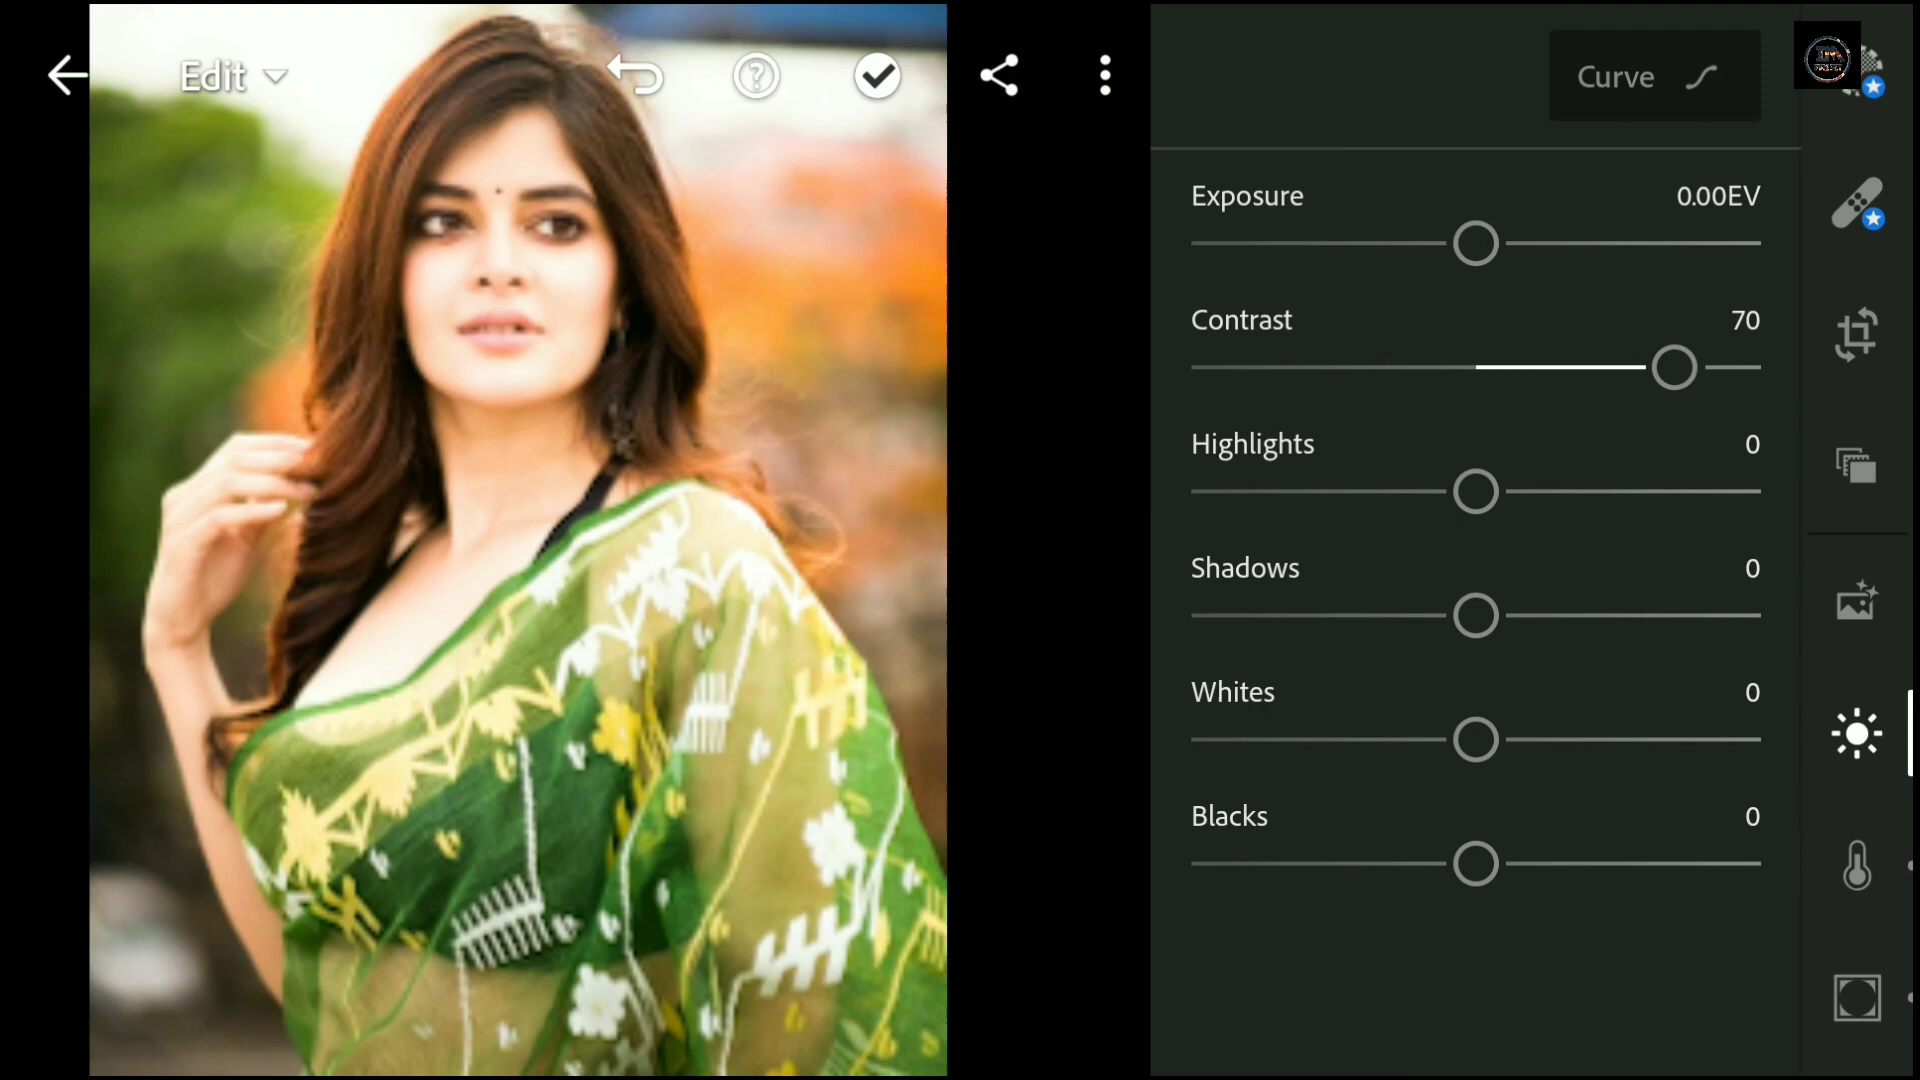 Edit
Curve
Exposure 0.00EV
Contrast 70
Highlights 0
Shadows 0
Whites 0
Blacks 0